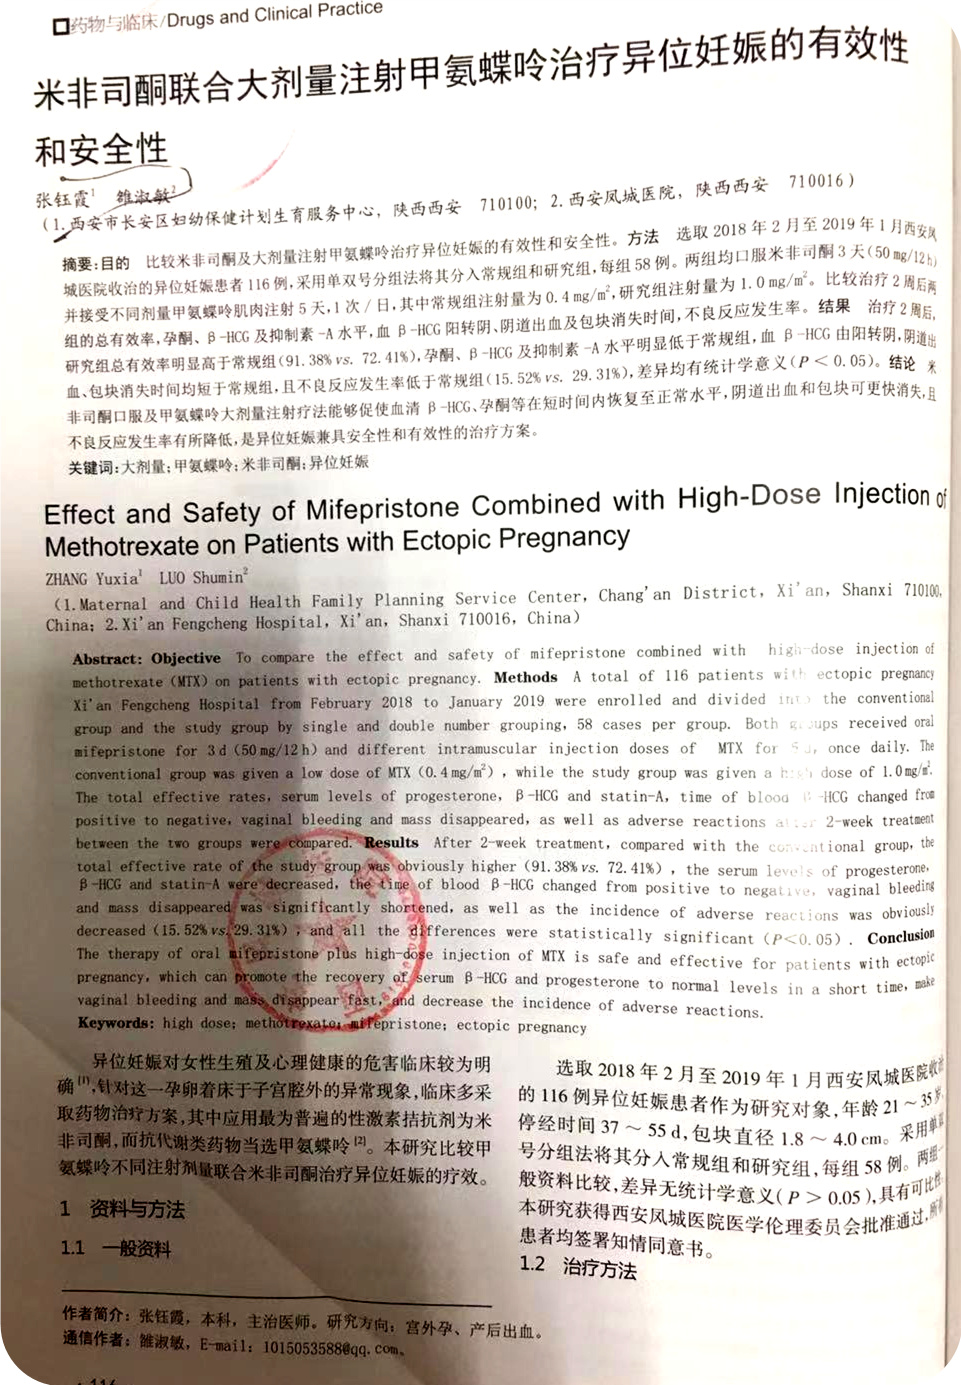 药物与临床/Drugs and Clinical Practice
米非司酮联合大剂量注射甲氨蝶呤治疗异位妊娠的有效性
和安全性
张钰霞1 雒淑敏2
(1.西安市长安区妇幼保健计划生育服务中心，陕西西安 710100；2.西安凤城医院，陕西西安 710016)
摘要：目的 比较米非司酮及大剂量注射甲氨蝶呤治疗异位妊娠的有效性和安全性。方法 选取2018年2月至2019年1月西安凤
城医院收治的异位妊娠患者116例，采用单双号分组法将其分入常规组和研究组，每组58例。两组均口服米非司酮3天(50mg/12h)
并接受不同剂量甲氨蝶呤肌肉注射5天，1次/日，其中常规组注射量为0.4mg/m²，研究组注射量为1.0mg/m²。比较治疗2周后两
组的总有效率，孕酮、β-HCG及抑制素-A水平，血β-HCG阳转阴、阴道出血及包块消失时间，不良反应发生率。结果 治疗2周后，
研究组总有效率明显高于常规组(91.38% vs. 72.41%)，孕酮、β-HCG及抑制素-A水平明显低于常规组，血β-HCG由阳转阴，阴道出
血、包块消失时间均短于常规组，且不良反应发生率低于常规组(15.52% vs. 29.31%)，差异均有统计学意义(P＜0.05)。结论 米
非司酮口服及甲氨蝶呤大剂量注射疗法能够促使血清β-HCG、孕酮等在短时间内恢复至正常水平，阴道出血和包块可更快消失，且
不良反应发生率有所降低，是异位妊娠兼具安全性和有效性的治疗方案。
关键词：大剂量；甲氨蝶呤；米非司酮；异位妊娠
Effect and Safety of Mifepristone Combined with High-Dose Injection of
Methotrexate on Patients with Ectopic Pregnancy
ZHANG Yuxia1 LUO Shumin2
(1.Maternal and Child Health Family Planning Service Center, Chang'an District, Xi'an, Shanxi 710100,
China; 2.Xi'an Fengcheng Hospital, Xi'an, Shanxi 710016, China)
Abstract: Objective To compare the effect and safety of mifepristone combined with high-dose injection of
methotrexate (MTX) on patients with ectopic pregnancy. Methods A total of 116 patients with ectopic pregnancy
Xi'an Fengcheng Hospital from February 2018 to January 2019 were enrolled and divided into the conventional
group and the study group by single and double number grouping, 58 cases per group. Both groups received oral
mifepristone for 3 d (50 mg/12 h) and different intramuscular injection doses of MTX for 5 d, once daily. The
conventional group was given a low dose of MTX (0.4 mg/m²), while the study group was given a high dose of 1.0 mg/m².
The total effective rates, serum levels of progesterone, β-HCG and statin-A, time of blood β-HCG changed from
positive to negative, vaginal bleeding and mass disappeared, as well as adverse reactions after 2-week treatment
between the two groups were compared. Results After 2-week treatment, compared with the conventional group, the
total effective rate of the study group was obviously higher (91.38% vs. 72.41%), the serum levels of progesterone,
β-HCG and statin-A were decreased, the time of blood β-HCG changed from positive to negative, vaginal bleeding
and mass disappeared was significantly shortened, as well as the incidence of adverse reactions was obviously
decreased (15.52% vs. 29.31%), and all the differences were statistically significant (P<0.05). Conclusion
The therapy of oral mifepristone plus high-dose injection of MTX is safe and effective for patients with ectopic
pregnancy, which can promote the recovery of serum β-HCG and progesterone to normal levels in a short time, make
vaginal bleeding and mass disappear fast, and decrease the incidence of adverse reactions.
Keywords: high dose; methotrexate; mifepristone; ectopic pregnancy
异位妊娠对女性生殖及心理健康的危害临床较为明
确[1]，针对这一孕卵着床于子宫腔外的异常现象，临床多采
取药物治疗方案，其中应用最为普遍的性激素拮抗剂为米
非司酮，而抗代谢类药物当选甲氨蝶呤[2]。本研究比较甲
氨蝶呤不同注射剂量联合米非司酮治疗异位妊娠的疗效。
1 资料与方法
1.1 一般资料
选取2018年2月至2019年1月西安凤城医院收治
的116例异位妊娠患者作为研究对象，年龄21～35岁，
停经时间37～55 d，包块直径1.8～4.0 cm。采用单双
号分组法将其分入常规组和研究组，每组58例。两组一
般资料比较，差异无统计学意义(P＞0.05)，具有可比性。
本研究获得西安凤城医院医学伦理委员会批准通过，所有
患者均签署知情同意书。
1.2 治疗方法
作者简介：张钰霞，本科，主治医师。研究方向：宫外孕、产后出血。
通信作者：雒淑敏，E-mail：1015053588@qq.com。